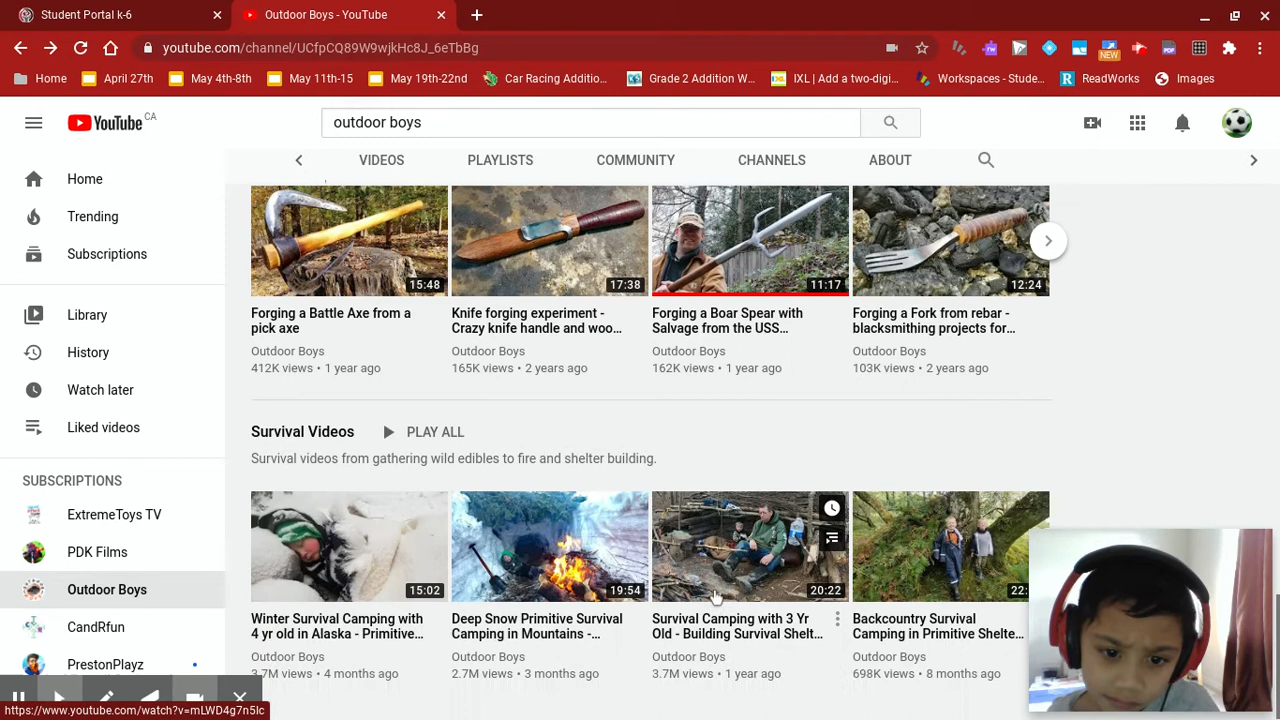 Student Portal k-6
Outdoor Boys - YouTube
youtube.com/channel/UCfpCQ89W9wjkHc8J_6eTbBg
NEW
Home
April 27th
May 4th-8th
May 11th-15
May 19th-22nd
Car Racing Additio...
Grade 2 Addition W...
IXL | Add a two-digi...
Workspaces - Stude...
ReadWorks
Images
YouTube CA
outdoor boys
VIDEOS
PLAYLISTS
COMMUNITY
CHANNELS
ABOUT
Home
Trending
Subscriptions
Library
History
Watch later
Liked videos
SUBSCRIPTIONS
ExtremeToys TV
PDK Films
Outdoor Boys
CandRfun
PrestonPlayz
15:48
17:38
11:17
12:24
Forging a Battle Axe from a
pick axe
Outdoor Boys
412K views • 1 year ago
Knife forging experiment -
Crazy knife handle and woo...
Outdoor Boys
165K views • 2 years ago
Forging a Boar Spear with
Salvage from the USS...
Outdoor Boys
162K views • 1 year ago
Forging a Fork from rebar -
blacksmithing projects for...
Outdoor Boys
103K views • 2 years ago
Survival Videos
PLAY ALL
Survival videos from gathering wild edibles to fire and shelter building.
15:02
19:54
20:22
22:
Winter Survival Camping with
4 yr old in Alaska - Primitive...
Outdoor Boys
3.7M views • 4 months ago
Deep Snow Primitive Survival
Camping in Mountains -...
Outdoor Boys
2.7M views • 3 months ago
Survival Camping with 3 Yr
Old - Building Survival Shelt...
Outdoor Boys
3.7M views • 1 year ago
Backcountry Survival
Camping in Primitive Shelte...
Outdoor Boys
698K views • 8 months ago
https://www.youtube.com/watch?v=mLWD4g7n5lc